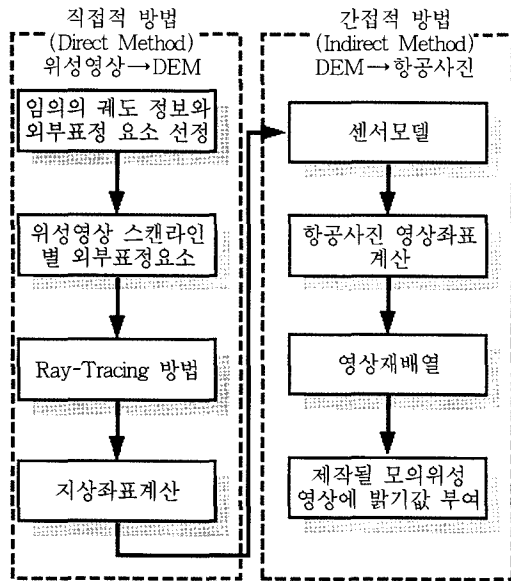 직접적 방법
(Direct Method)
위성영상→DEM
임의의 궤도 정보와
외부표정 요소 선정
위성영상 스캔라인
별 외부표정요소
Ray-Tracing 방법
지상좌표계산
간접적 방법
(Indirect Method)
DEM→항공사진
센서모델
항공사진 영상좌표
계산
영상재배열
제작될 모의위성
영상에 밝기값 부여